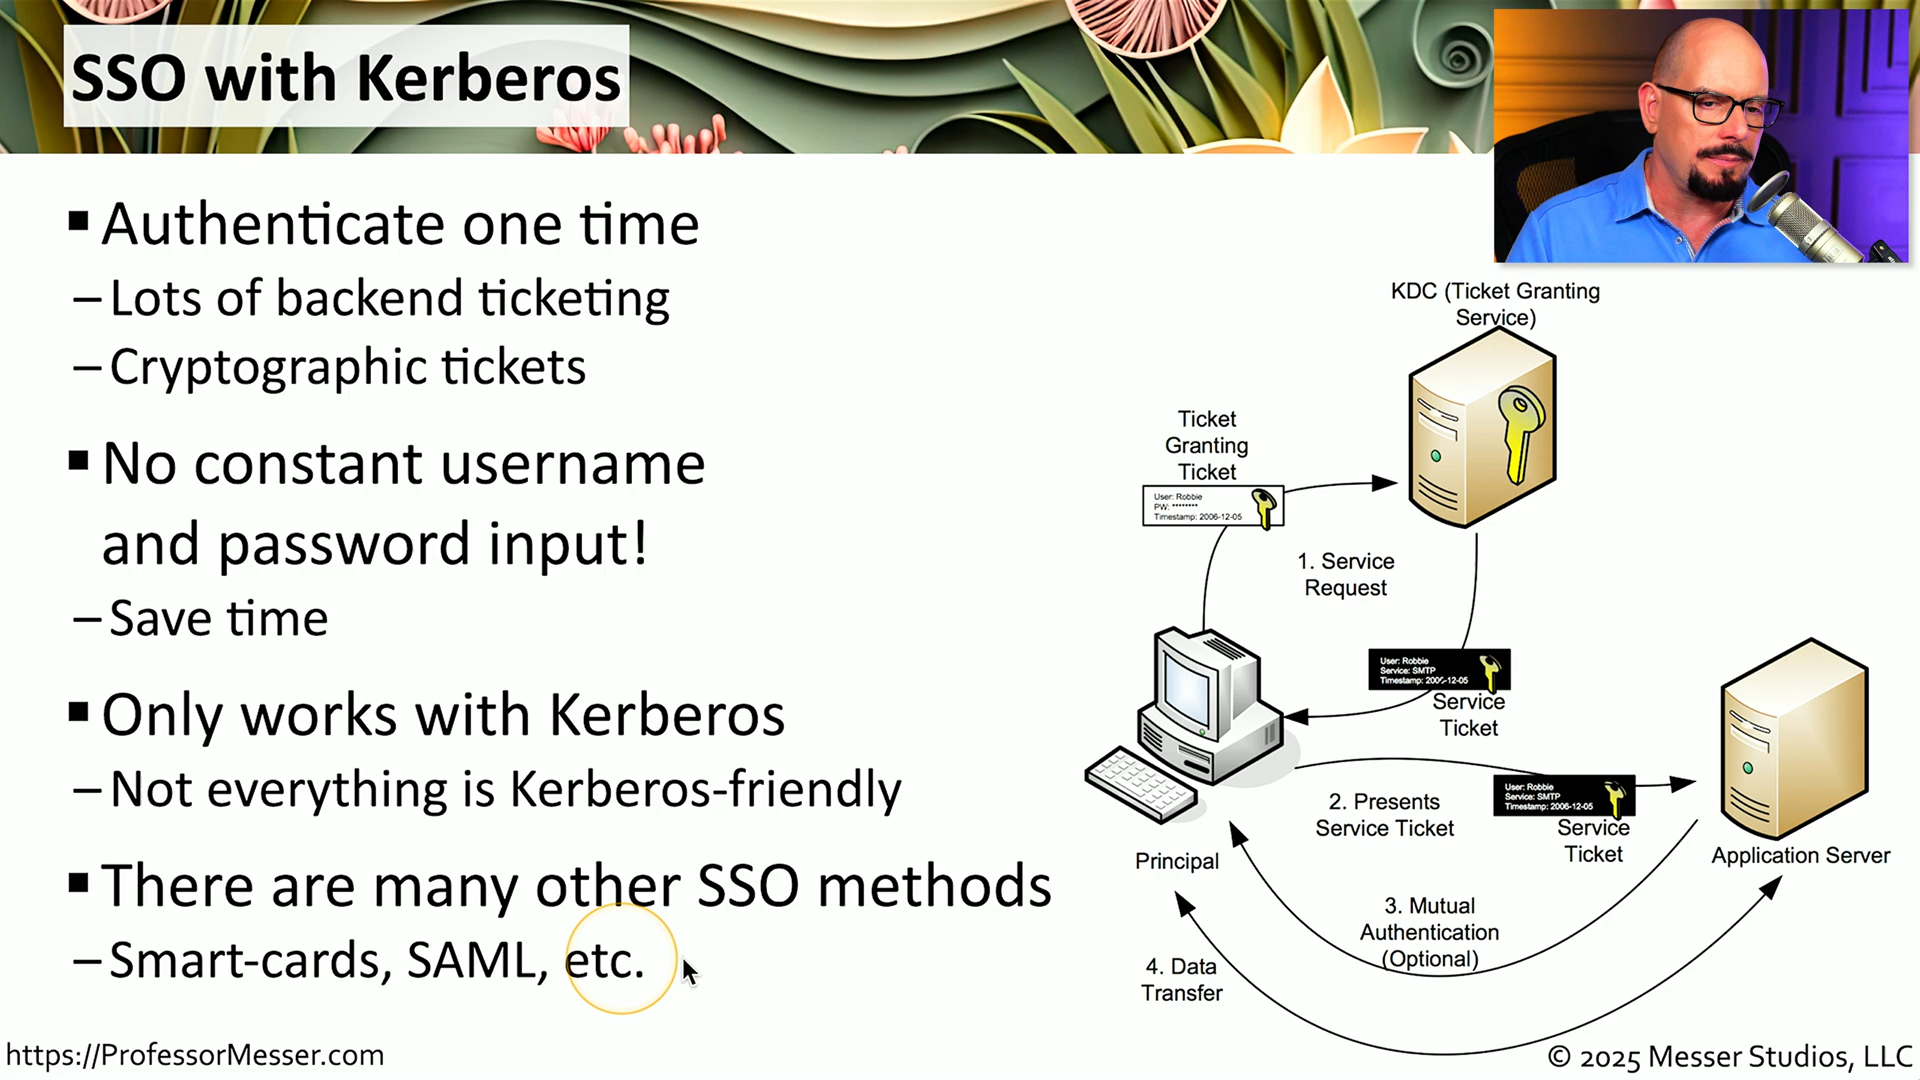 SSO with Kerberos
▪ Authenticate one time
– Lots of backend ticketing
– Cryptographic tickets
▪ No constant username
and password input!
– Save time
▪ Only works with Kerberos
– Not everything is Kerberos-friendly
▪ There are many other SSO methods
– Smart-cards, SAML, etc.
KDC (Ticket Granting
Service)
Ticket
Granting
Ticket
User: Robbie
PW: ********
Timestamp: 2006-12-05
1. Service
Request
User: Robbie
Service: SMTP
Timestamp: 2006-12-05
Service
Ticket
2. Presents
Service Ticket
User: Robbie
Service: SMTP
Timestamp: 2006-12-05
Service
Ticket
Principal
Application Server
3. Mutual
Authentication
(Optional)
4. Data
Transfer
https://ProfessorMesser.com
© 2025 Messer Studios, LLC